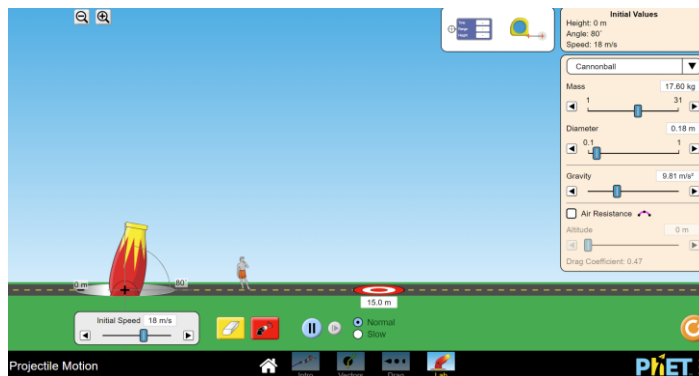 Initial Values
Height: 0 m
Angle: 80°
Speed: 18 m/s
Cannonball
Mass
17.60 kg
1
31
Diameter
0.18 m
0.1
1
Gravity
9.81 m/s²
Air Resistance
Altitude
0 m
Drag Coefficient: 0.47
0 m
80°
15.0 m
Initial Speed
18 m/s
Normal
Slow
Projectile Motion
Intro
Vectors
Drag
Lab
PhET